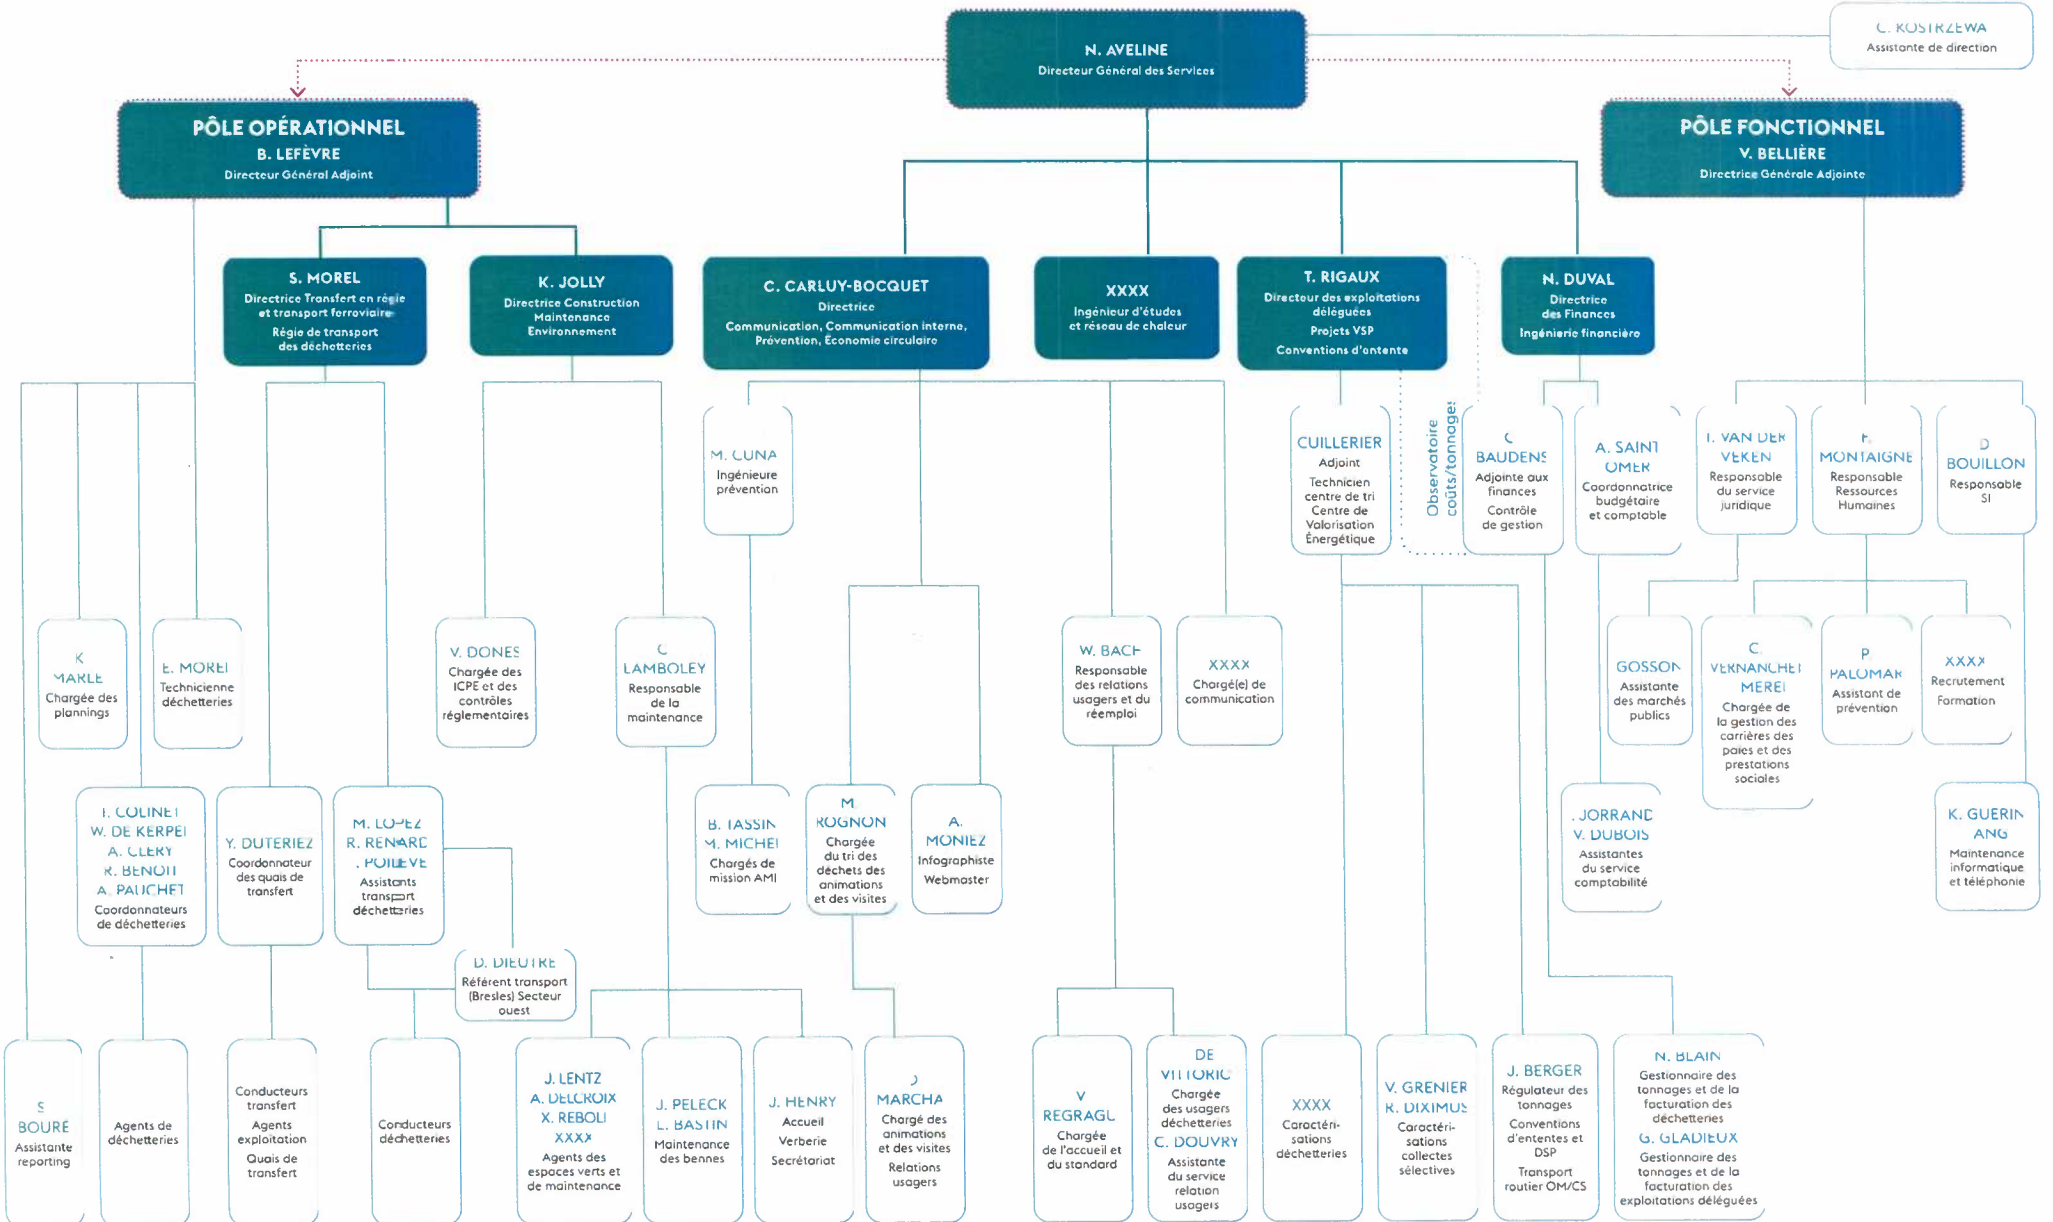 N. AVELINE
Directeur Général des Services
C. KOSTRZEWA
Assistante de direction
PÔLE OPÉRATIONNEL
B. LEFÈVRE
Directeur Général Adjoint
PÔLE FONCTIONNEL
V. BELLIÈRE
Directrice Générale Adjointe
S. MOREL
Directrice Transfert en régie
et transport ferroviaire
Régie de transport
des déchetteries
K. JOLLY
Directrice Construction
Maintenance
Environnement
C. CARLUY-BOCQUET
Directrice
Communication, Communication interne,
Prévention, Économie circulaire
XXXX
Ingénieur d'études
et réseau de chaleur
T. RIGAUX
Directeur des exploitations
déléguées
Projets VSP
Conventions d'entente
N. DUVAL
Directrice
des Finances
Ingénierie financière
M. CUNA
Ingénieure
prévention
CUILLERIER
Adjoint
Technicien
centre de tri
Centre de
Valorisation
Énergétique
Observatoire
coûts/tonnages
C
BAUDENS
Adjointe aux
finances
Contrôle
de gestion
A. SAINT
OMER
Coordonnatrice
budgétaire
et comptable
I. VAN DER
VEKEN
Responsable
du service
juridique
F.
MONTAIGNE
Responsable
Ressources
Humaines
D
BOUILLON
Responsable
SI
K
MARLE
Chargée des
plannings
E. MOREL
Technicienne
déchetteries
V. DONES
Chargée des
ICPE et des
contrôles
réglementaires
C
LAMBOLEY
Responsable
de la
maintenance
W. BACH
Responsable
des relations
usagers et du
réemploi
XXXX
Chargé(e) de
communication
GOSSON
Assistante
des marchés
publics
C.
VERNANCHET
MEREL
Chargée de
la gestion des
carrières des
paies et des
prestations
sociales
P.
PALOMAR
Assistant de
prévention
XXXX
Recrutement
Formation
I. COLINET
W. DE KERPEL
A. CLERY
R. BENOIT
A. PAUCHET
Coordonnateurs
de déchetteries
Y. DUTERIEZ
Coordonnateur
des quais de
transfert
M. LOPEZ
R. RENARD
. POILEVE
Assistants
transport
déchetteries
B. TASSIN
M. MICHEL
Chargés de
mission AMI
M.
ROGNON
Chargée
du tri des
déchets des
animations
et des visites
A.
MONIEZ
Infographiste
Webmaster
. JORRAND
V. DUBOIS
Assistantes
du service
comptabilité
K. GUERIN
ANG
Maintenance
informatique
et téléphonie
D. DIEUTRE
Référent transport
(Bresles) Secteur
ouest
S
BOURÉ
Assistante
reporting
Agents de
déchetteries
Conducteurs
transfert
Agents
exploitation
Quais de
transfert
Conducteurs
déchetteries
J. LENTZ
A. DELCROIX
X. REBOLI
XXXX
Agents des
espaces verts et
de maintenance
J. PELECK
L. BASTIN
Maintenance
des bennes
J. HENRY
Accueil
Verberie
Secrétariat
MARCHA
Chargé des
animations
et des visites
Relations
usagers
V
REGRAGU
Chargée
de l'accueil et
du standard
DE
VITTORIO
Chargée
des usagers
déchetteries
C. DOUVRY
Assistante
du service
relation
usagers
XXXX
Caractéri-
sations
déchetteries
V. GRENIER
R. DIXIMUS
Caractéri-
sations
collectes
sélectives
J. BERGER
Régulateur des
tonnages
Conventions
d'ententes et
DSP
Transport
routier OM/CS
N. BLAIN
Gestionnaire des
tonnages et de la
facturation des
déchetteries
G. GLADIEUX
Gestionnaire des
tonnages et de la
facturation des
exploitations déléguées